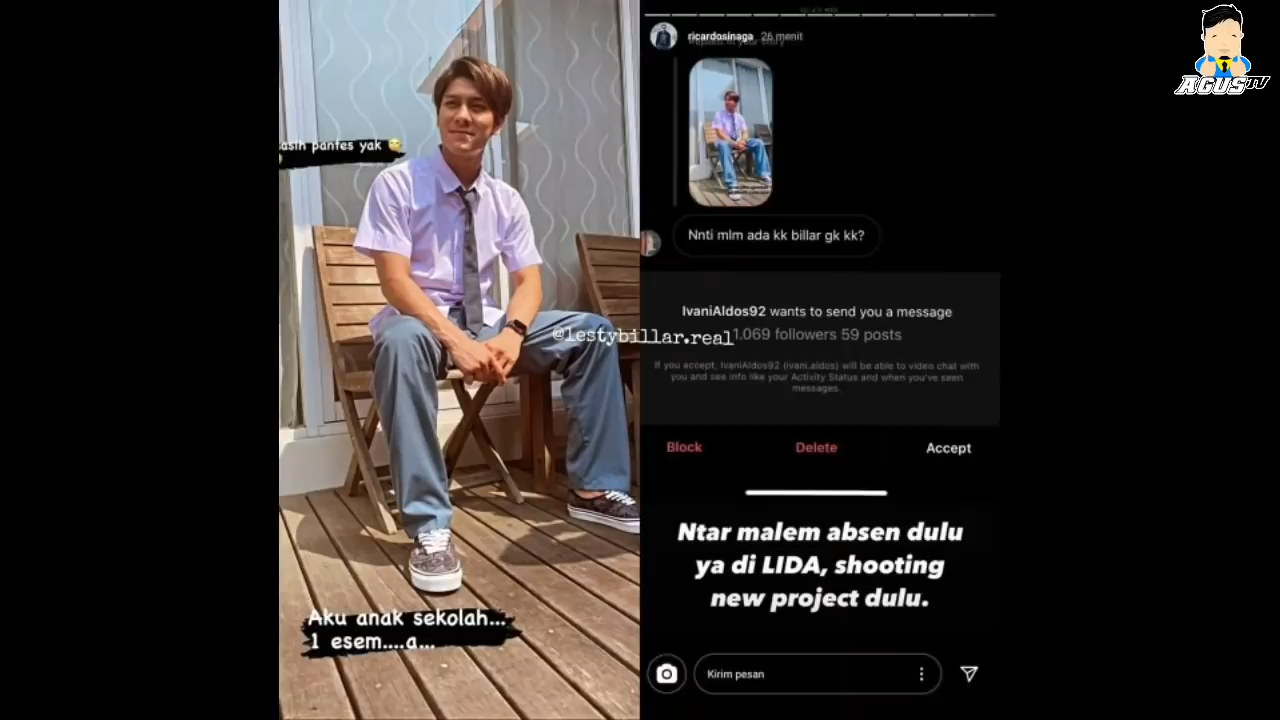 asih pantes yak
Aku anak sekolah...
1 esem....a...
@lestybillar.real
ricardosinaga 26 menit
Nnti mlm ada kk billar gk kk?
IvaniAldos92 wants to send you a message
1.069 followers 59 posts
If you accept, IvaniAldos92 (ivani.aldos) will be able to video chat with
you and see info like your Activity Status and when you've seen
messages.
Block Delete Accept
Ntar malem absen dulu
ya di LIDA, shooting
new project dulu.
Kirim pesan
AGUSTV